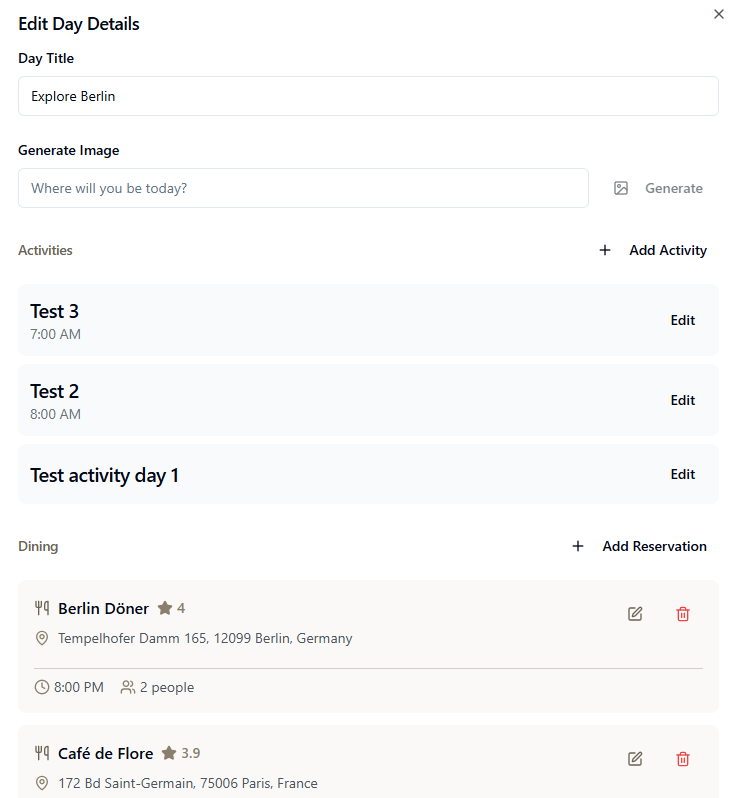 Edit Day Details
Day Title
Explore Berlin
Generate Image
Where will you be today?
Generate
Activities
Add Activity
Test 3
7:00 AM
Edit
Test 2
8:00 AM
Edit
Test activity day 1
Edit
Dining
Add Reservation
Berlin Döner 4
Tempelhofer Damm 165, 12099 Berlin, Germany
8:00 PM 2 people
Café de Flore 3.9
172 Bd Saint-Germain, 75006 Paris, France